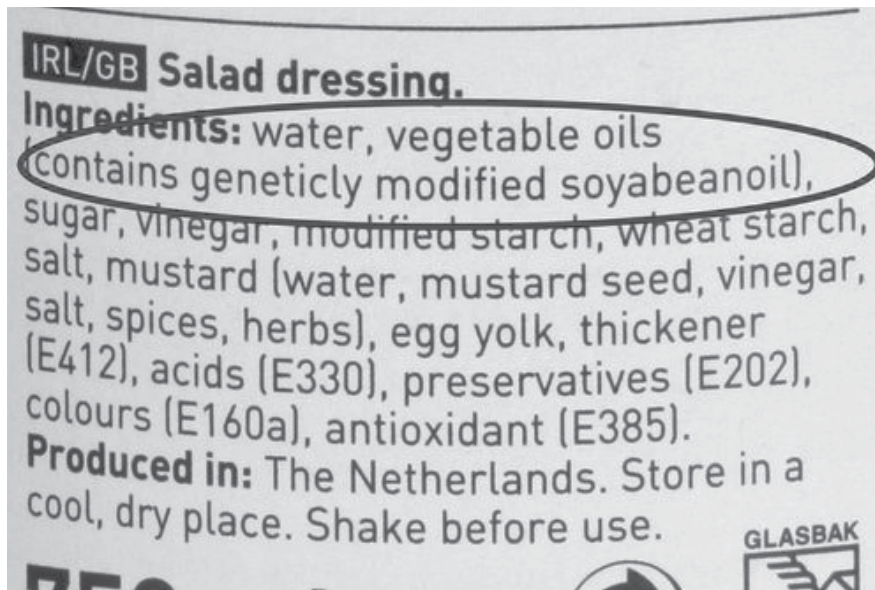 IRL/GB Salad dressing.
Ingredients: water, vegetable oils
(contains geneticly modified soyabeanoil),
sugar, vinegar, modified starch, wheat starch,
salt, mustard (water, mustard seed, vinegar,
salt, spices, herbs), egg yolk, thickener
(E412), acids (E330), preservatives (E202),
colours (E160a), antioxidant (E385).
Produced in: The Netherlands. Store in a
cool, dry place. Shake before use.
GLASBAK